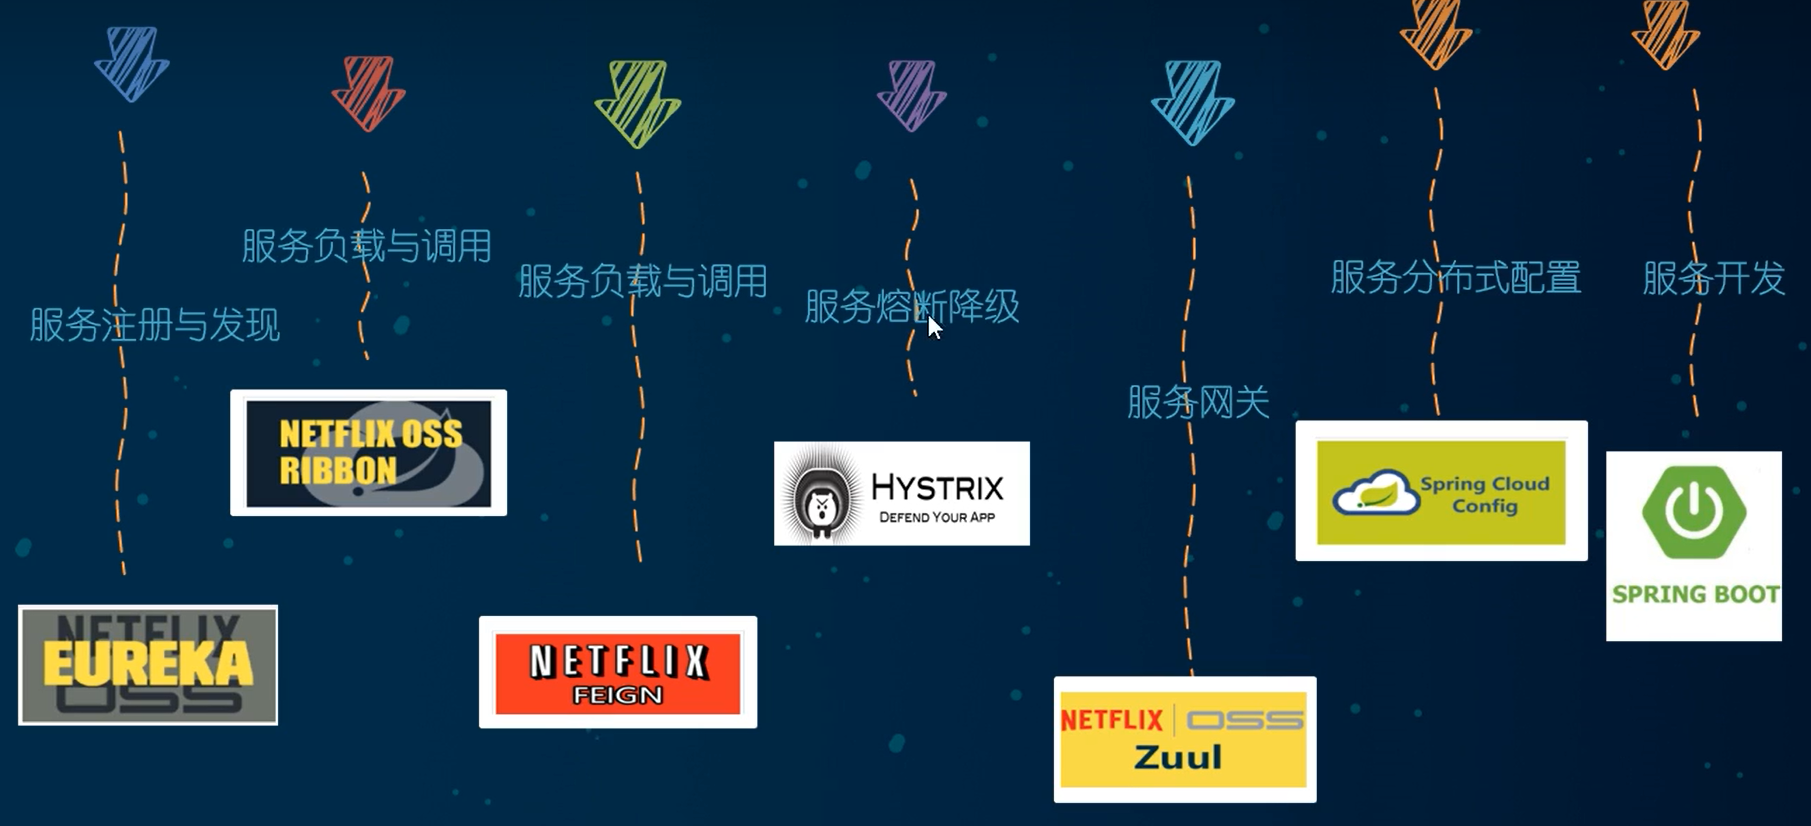 服务注册与发现
NETFLIX
EUREKA
OSS
服务负载与调用
NETFLIX OSS
RIBBON
服务负载与调用
NETFLIX
FEIGN
服务熔断降级
HYSTRIX
DEFEND YOUR APP
服务网关
NETFLIX | OSS
Zuul
服务分布式配置
Spring Cloud
Config
服务开发
SPRING BOOT